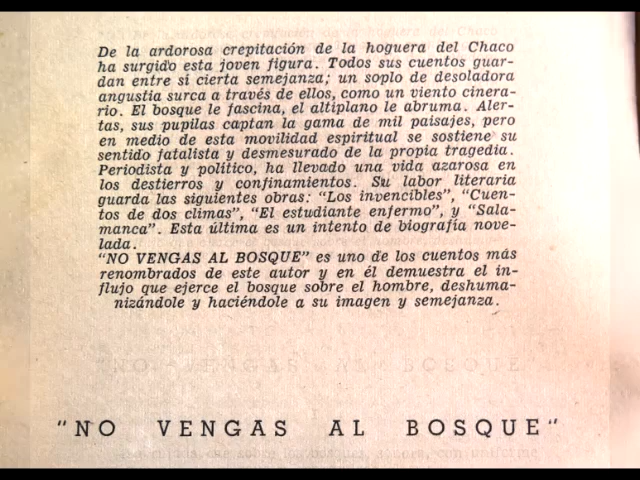 De la ardorosa crepitación de la hoguera del Chaco
ha surgido esta joven figura. Todos sus cuentos guar-
dan entre sí cierta semejanza; un soplo de desoladora
angustia surca a través de ellos, como un viento cinera-
rio. El bosque le fascina, el altiplano le abruma. Aler-
tas, sus pupilas captan la gama de mil paisajes, pero
en medio de esta movilidad espiritual se sostiene su
sentido fatalista y desmesurado de la propia tragedia.
Periodista y político, ha llevado una vida azarosa en
los destierros y confinamientos. Su labor literaria
guarda las siguientes obras: "Los invencibles", "Cuen-
tos de dos climas", "El estudiante enfermo", y "Sala-
manca". Esta última es un intento de biografía nove-
lada.
"NO VENGAS AL BOSQUE" es uno de los cuentos más
renombrados de este autor y en él demuestra el in-
flujo que ejerce el bosque sobre el hombre, deshuma-
nizándole y haciéndole a su imagen y semejanza.
"NO VENGAS AL BOSQUE"